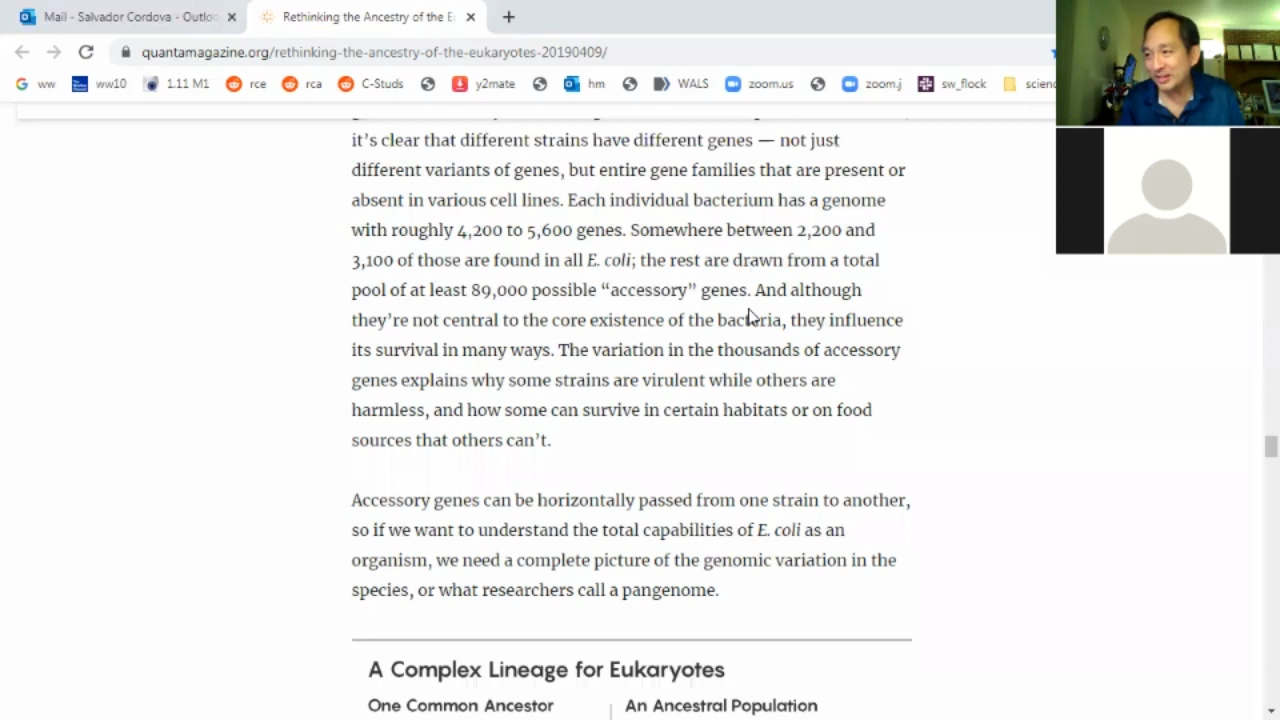 Mail - Salvador Cordova - Outlo
Rethinking the Ancestry of the E
quantamagazine.org/rethinking-the-ancestry-of-the-eukaryotes-20190409/
ww ww10 1.11 M1 rce rca C-Studs y2mate hm WALS zoom.us zoom.j sw_flock scienc
it’s clear that different strains have different genes — not just
different variants of genes, but entire gene families that are present or
absent in various cell lines. Each individual bacterium has a genome
with roughly 4,200 to 5,600 genes. Somewhere between 2,200 and
3,100 of those are found in all E. coli; the rest are drawn from a total
pool of at least 89,000 possible “accessory” genes. And although
they’re not central to the core existence of the bacteria, they influence
its survival in many ways. The variation in the thousands of accessory
genes explains why some strains are virulent while others are
harmless, and how some can survive in certain habitats or on food
sources that others can’t.
Accessory genes can be horizontally passed from one strain to another,
so if we want to understand the total capabilities of E. coli as an
organism, we need a complete picture of the genomic variation in the
species, or what researchers call a pangenome.
A Complex Lineage for Eukaryotes
One Common Ancestor
An Ancestral Population